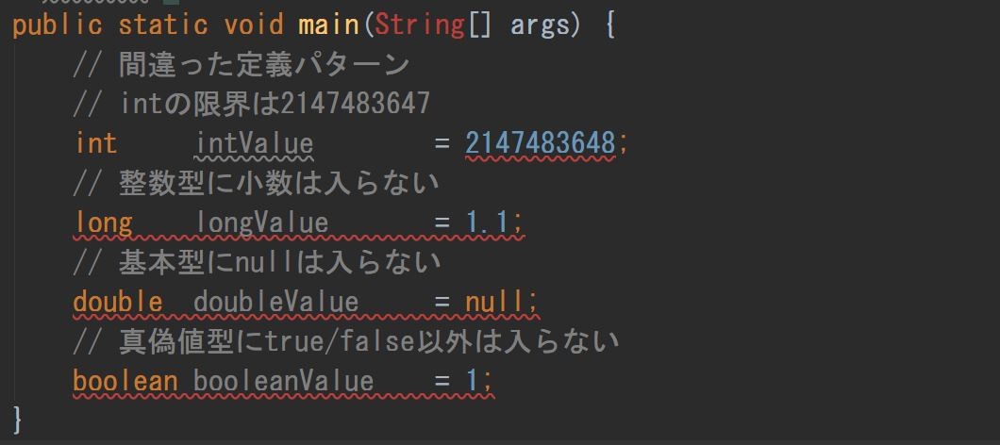 public static void main(String[] args) {
// 間違った定義パターン
// intの限界は2147483647
int intValue = 2147483648;
// 整数型に小数は入らない
long longValue = 1.1;
// 基本型にnullは入らない
double doubleValue = null;
// 真偽値型にtrue/false以外は入らない
boolean booleanValue = 1;
}